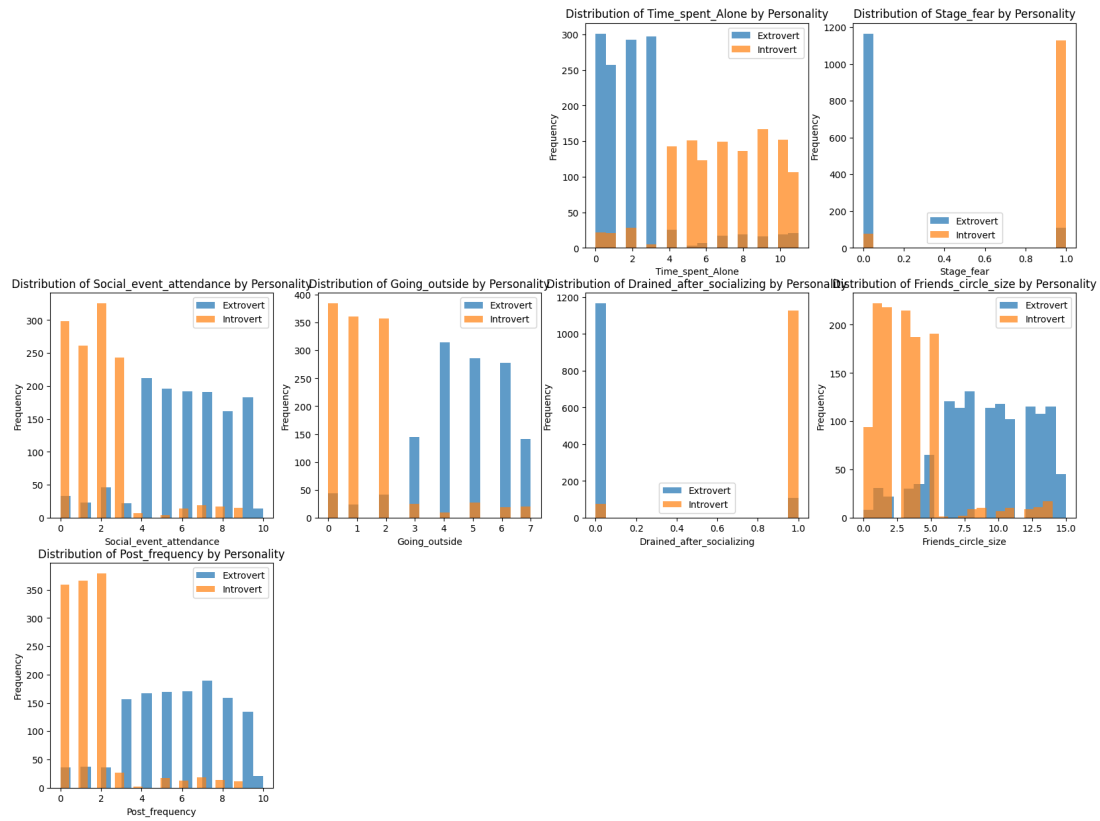 Distribution of Time_spent_Alone by Personality
Extrovert
Introvert
Frequency
300
250
200
150
100
50
0
0 2 4 6 8 10
Time_spent_Alone
Distribution of Stage_fear by Personality
Extrovert
Introvert
Frequency
1200
1000
800
600
400
200
0
0.0 0.2 0.4 0.6 0.8 1.0
Stage_fear
Distribution of Social_event_attendance by Personality
Extrovert
Introvert
Frequency
300
250
200
150
100
50
0
0 2 4 6 8 10
Social_event_attendance
Distribution of Going_outside by Personality
Extrovert
Introvert
Frequency
400
350
300
250
200
150
100
50
0
0 1 2 3 4 5 6 7
Going_outside
Distribution of Drained_after_socializing by Personality
Extrovert
Introvert
Frequency
1200
1000
800
600
400
200
0
0.0 0.2 0.4 0.6 0.8 1.0
Drained_after_socializing
Distribution of Friends_circle_size by Personality
Extrovert
Introvert
Frequency
200
150
100
50
0
0.0 2.5 5.0 7.5 10.0 12.5 15.0
Friends_circle_size
Distribution of Post_frequency by Personality
Extrovert
Introvert
Frequency
350
300
250
200
150
100
50
0
0 2 4 6 8 10
Post_frequency